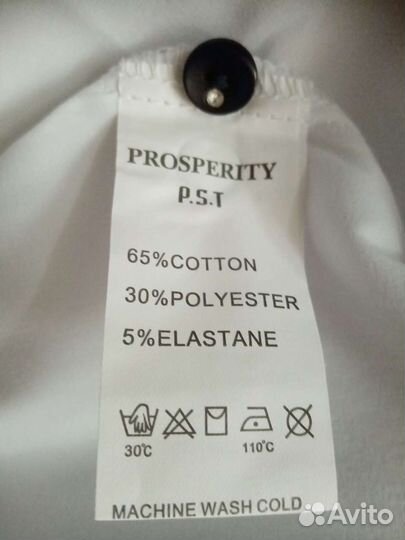 PROSPERITY
P.S.T
65%COTTON
30%POLYESTER
5%ELASTANE
30℃ 110℃
MACHINE WASH COLD
Avito